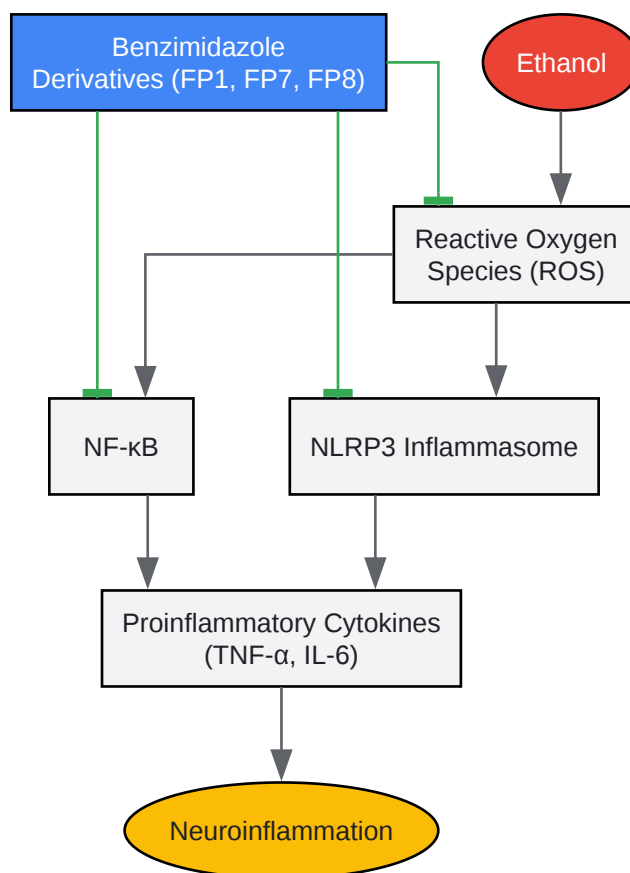 Benzimidazole
Derivatives (FP1, FP7, FP8)
Ethanol
Reactive Oxygen
Species (ROS)
NF-κB
NLRP3 Inflammasome
Proinflammatory Cytokines
(TNF-α, IL-6)
Neuroinflammation